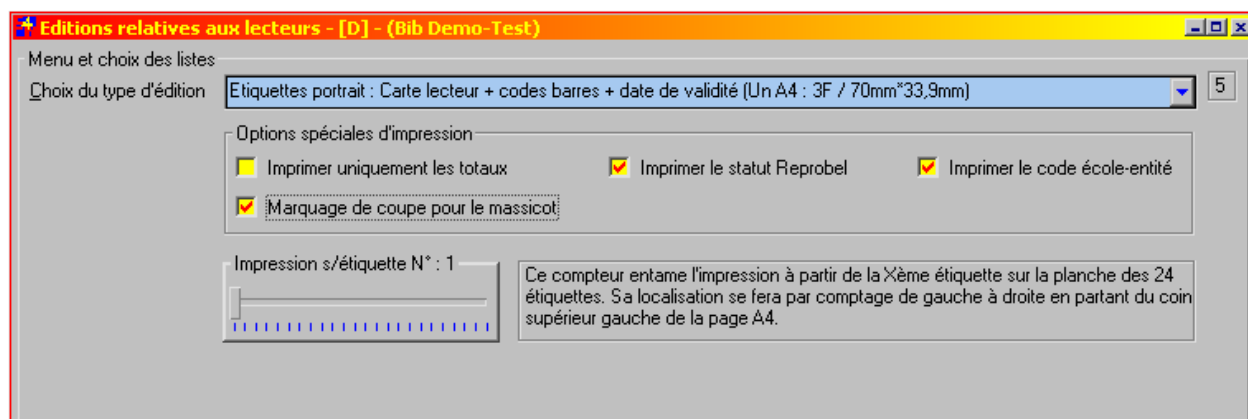 Editions relatives aux lecteurs - [D] - (Bib Demo-Test)
Menu et choix des listes
Choix du type d'édition
Etiquettes portrait : Carte lecteur + codes barres + date de validité (Un A4 : 3F / 70mm*33,9mm)
5
Options spéciales d'impression
Imprimer uniquement les totaux
Imprimer le statut Reprobel
Imprimer le code école-entité
Marquage de coupe pour le massicot
Impression s/étiquette N° : 1
Ce compteur entame l'impression à partir de la Xème étiquette sur la planche des 24
étiquettes. Sa localisation se fera par comptage de gauche à droite en partant du coin
supérieur gauche de la page A4.